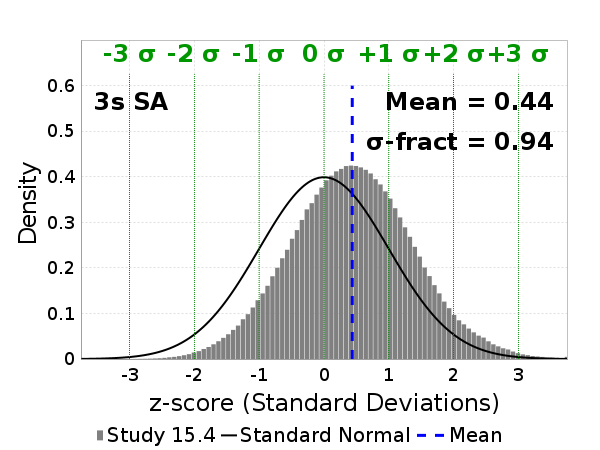 -3 σ -2 σ -1 σ 0 σ +1 σ +2 σ +3 σ
3s SA
Mean = 0.44
σ-fract = 0.94
0.6
0.5
0.4
0.3
0.2
0.1
0
Density
-3 -2 -1 0 1 2 3
z-score (Standard Deviations)
Study 15.4 Standard Normal Mean